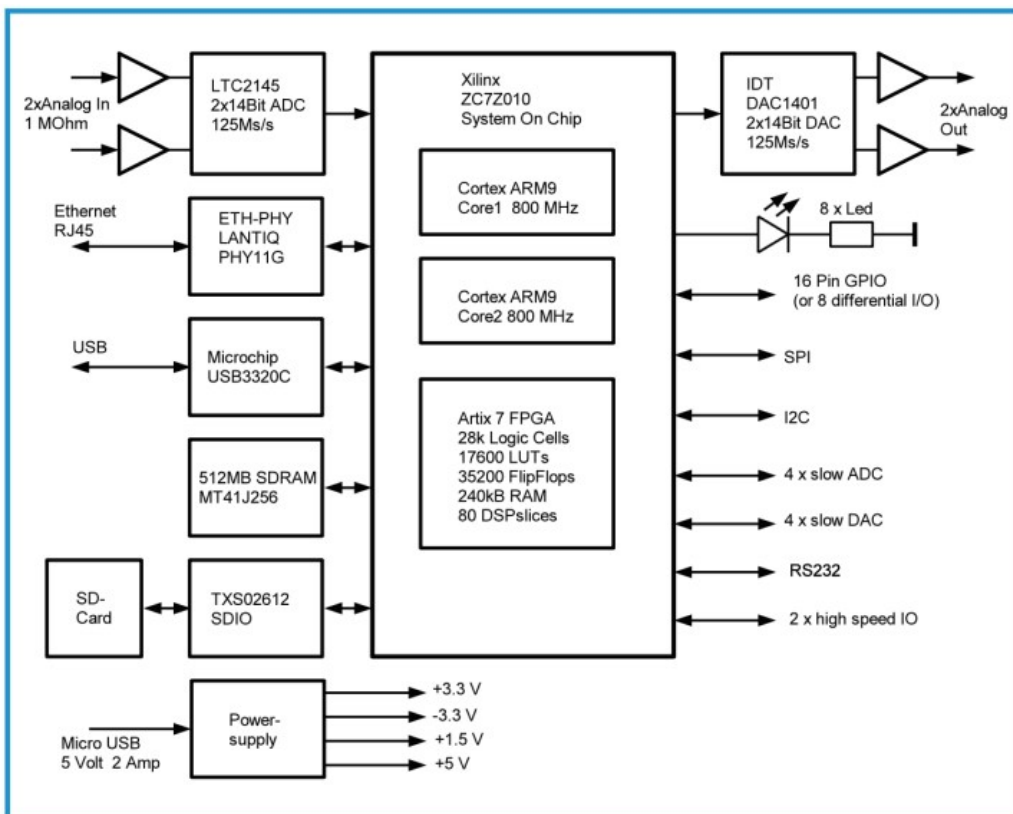 2xAnalog In
1 MOhm
LTC2145
2x14Bit ADC
125Ms/s
Xilinx
ZC7Z010
System On Chip
IDT
DAC1401
2x14Bit DAC
125Ms/s
2xAnalog
Out
Cortex ARM9
Core1  800 MHz
Ethernet
RJ45
ETH-PHY
LANTIQ
PHY11G
8 x Led
16 Pin GPIO
(or 8 differential I/O)
Cortex ARM9
Core2 800 MHz
USB
Microchip
USB3320C
SPI
Artix 7 FPGA
28k Logic Cells
17600 LUTs
35200 FlipFlops
240kB RAM
80 DSPslices
I2C
512MB SDRAM
MT41J256
4 x slow ADC
4 x slow DAC
SD-
Card
TXS02612
SDIO
RS232
2 x high speed IO
Micro USB
5 Volt  2 Amp
Power-
supply
+3.3 V
-3.3 V
+1.5 V
+5 V